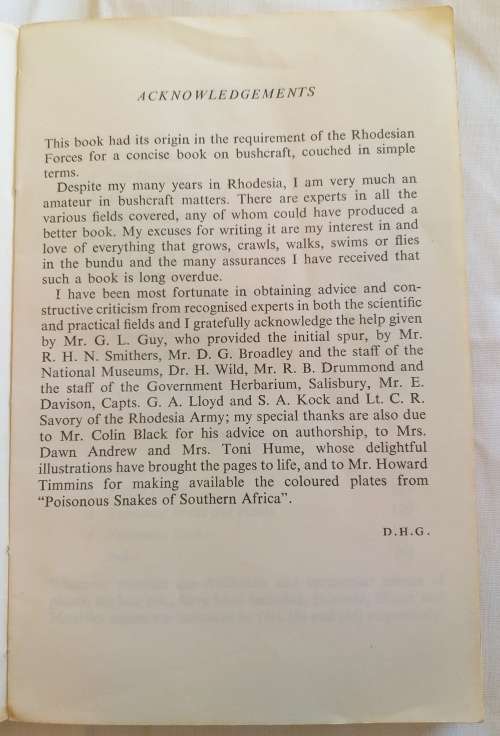 ACKNOWLEDGEMENTS
This book had its origin in the requirement of the Rhodesian
Forces for a concise book on bushcraft, couched in simple
terms.
Despite my many years in Rhodesia, I am very much an
amateur in bushcraft matters. There are experts in all the
various fields covered, any of whom could have produced a
better book. My excuses for writing it are my interest in and
love of everything that grows, crawls, walks, swims or flies
in the bundu and the many assurances I have received that
such a book is long overdue.
I have been most fortunate in obtaining advice and con-
structive criticism from recognised experts in both the scientific
and practical fields and I gratefully acknowledge the help given
by Mr. G. L. Guy, who provided the initial spur, by Mr.
R. H. N. Smithers, Mr. D. G. Broadley and the staff of the
National Museums, Dr. H. Wild, Mr. R. B. Drummond and
the staff of the Government Herbarium, Salisbury, Mr. E.
Davison, Capts. G. A. Lloyd and S. A. Kock and Lt. C. R.
Savory of the Rhodesia Army; my special thanks are also due
to Mr. Colin Black for his advice on authorship, to Mrs.
Dawn Andrew and Mrs. Toni Hume, whose delightful
illustrations have brought the pages to life, and to Mr. Howard
Timmins for making available the coloured plates from
“Poisonous Snakes of Southern Africa”.
D.H.G.